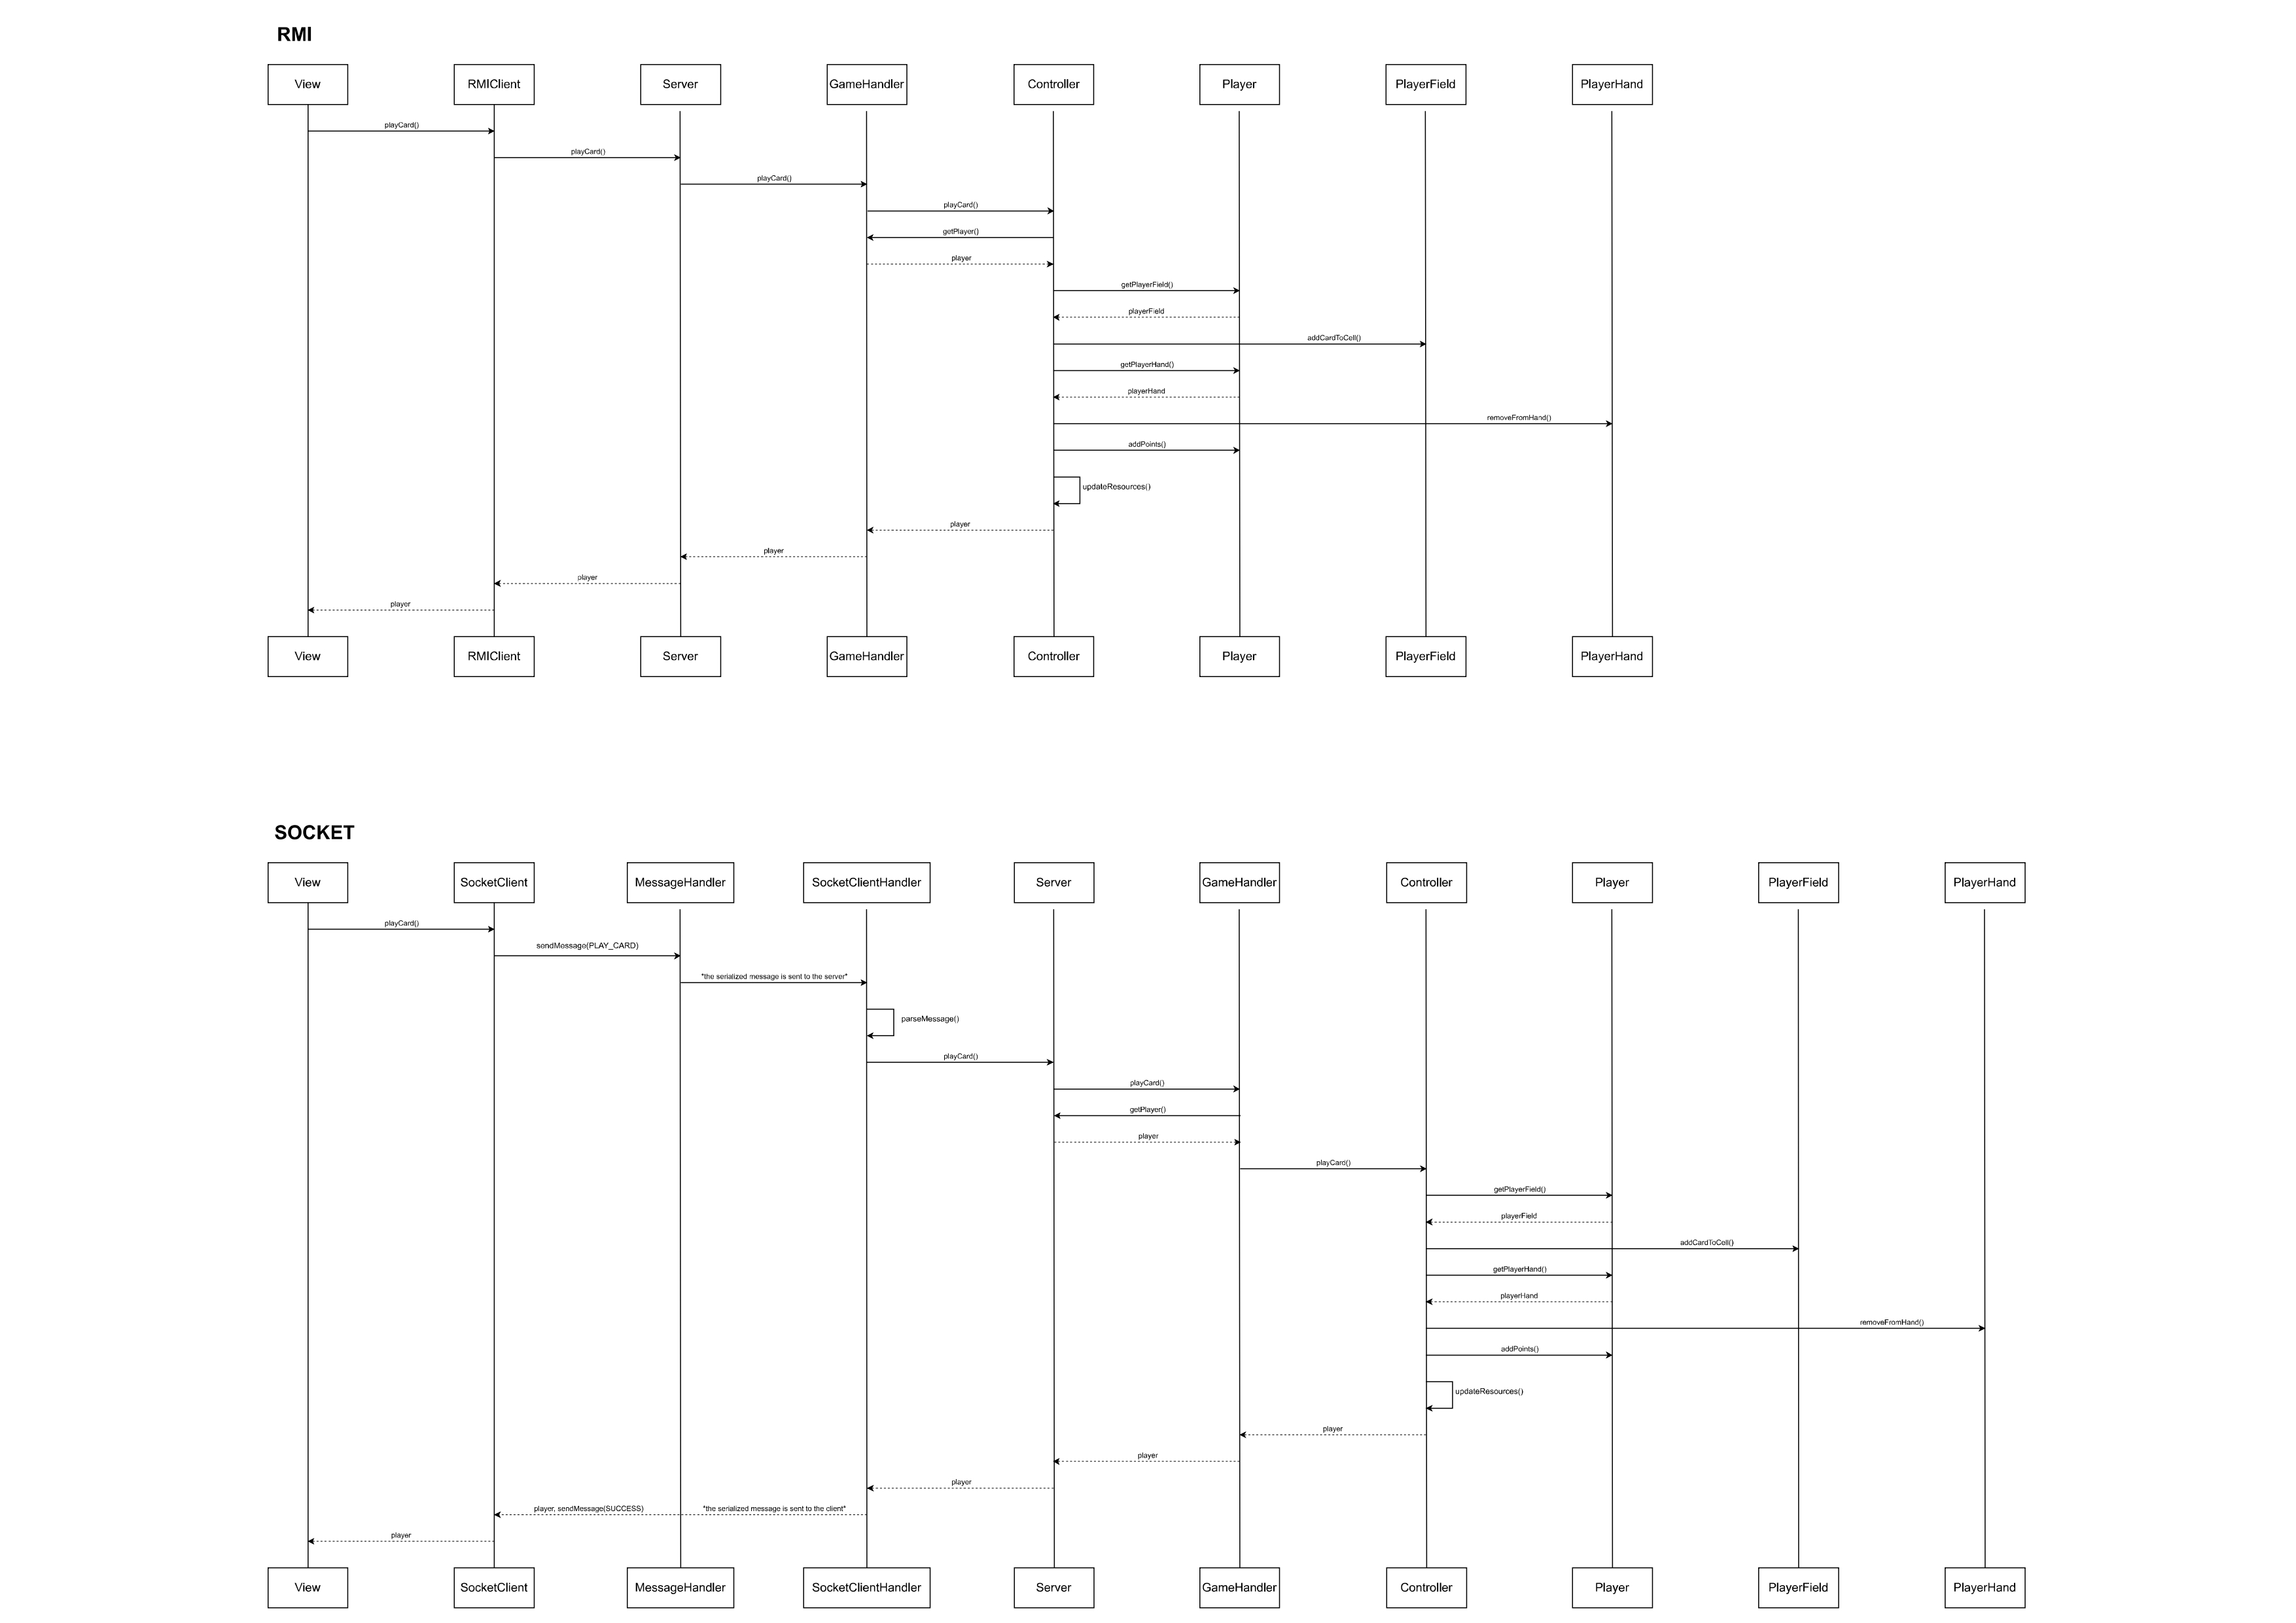 RMI
View
RMIClient
Server
GameHandler
Controller
Player
PlayerField
PlayerHand
playCard()
playCard()
playCard()
playCard()
getPlayer()
player
getPlayerField()
playerField
addCardToCell()
getPlayerHand()
playerHand
removeFromHand()
addPoints()
updateResources()
player
player
player
player
View
RMIClient
Server
GameHandler
Controller
Player
PlayerField
PlayerHand
SOCKET
View
SocketClient
MessageHandler
SocketClientHandler
Server
GameHandler
Controller
Player
PlayerField
PlayerHand
playCard()
sendMessage(PLAY_CARD)
*the serialized message is sent to the server*
parseMessage()
playCard()
playCard()
getPlayer()
player
playCard()
getPlayerField()
playerField
addCardToCell()
getPlayerHand()
playerHand
removeFromHand()
addPoints()
updateResources()
player
player
player
player, sendMessage(SUCCESS)
*the serialized message is sent to the client*
player
View
SocketClient
MessageHandler
SocketClientHandler
Server
GameHandler
Controller
Player
PlayerField
PlayerHand